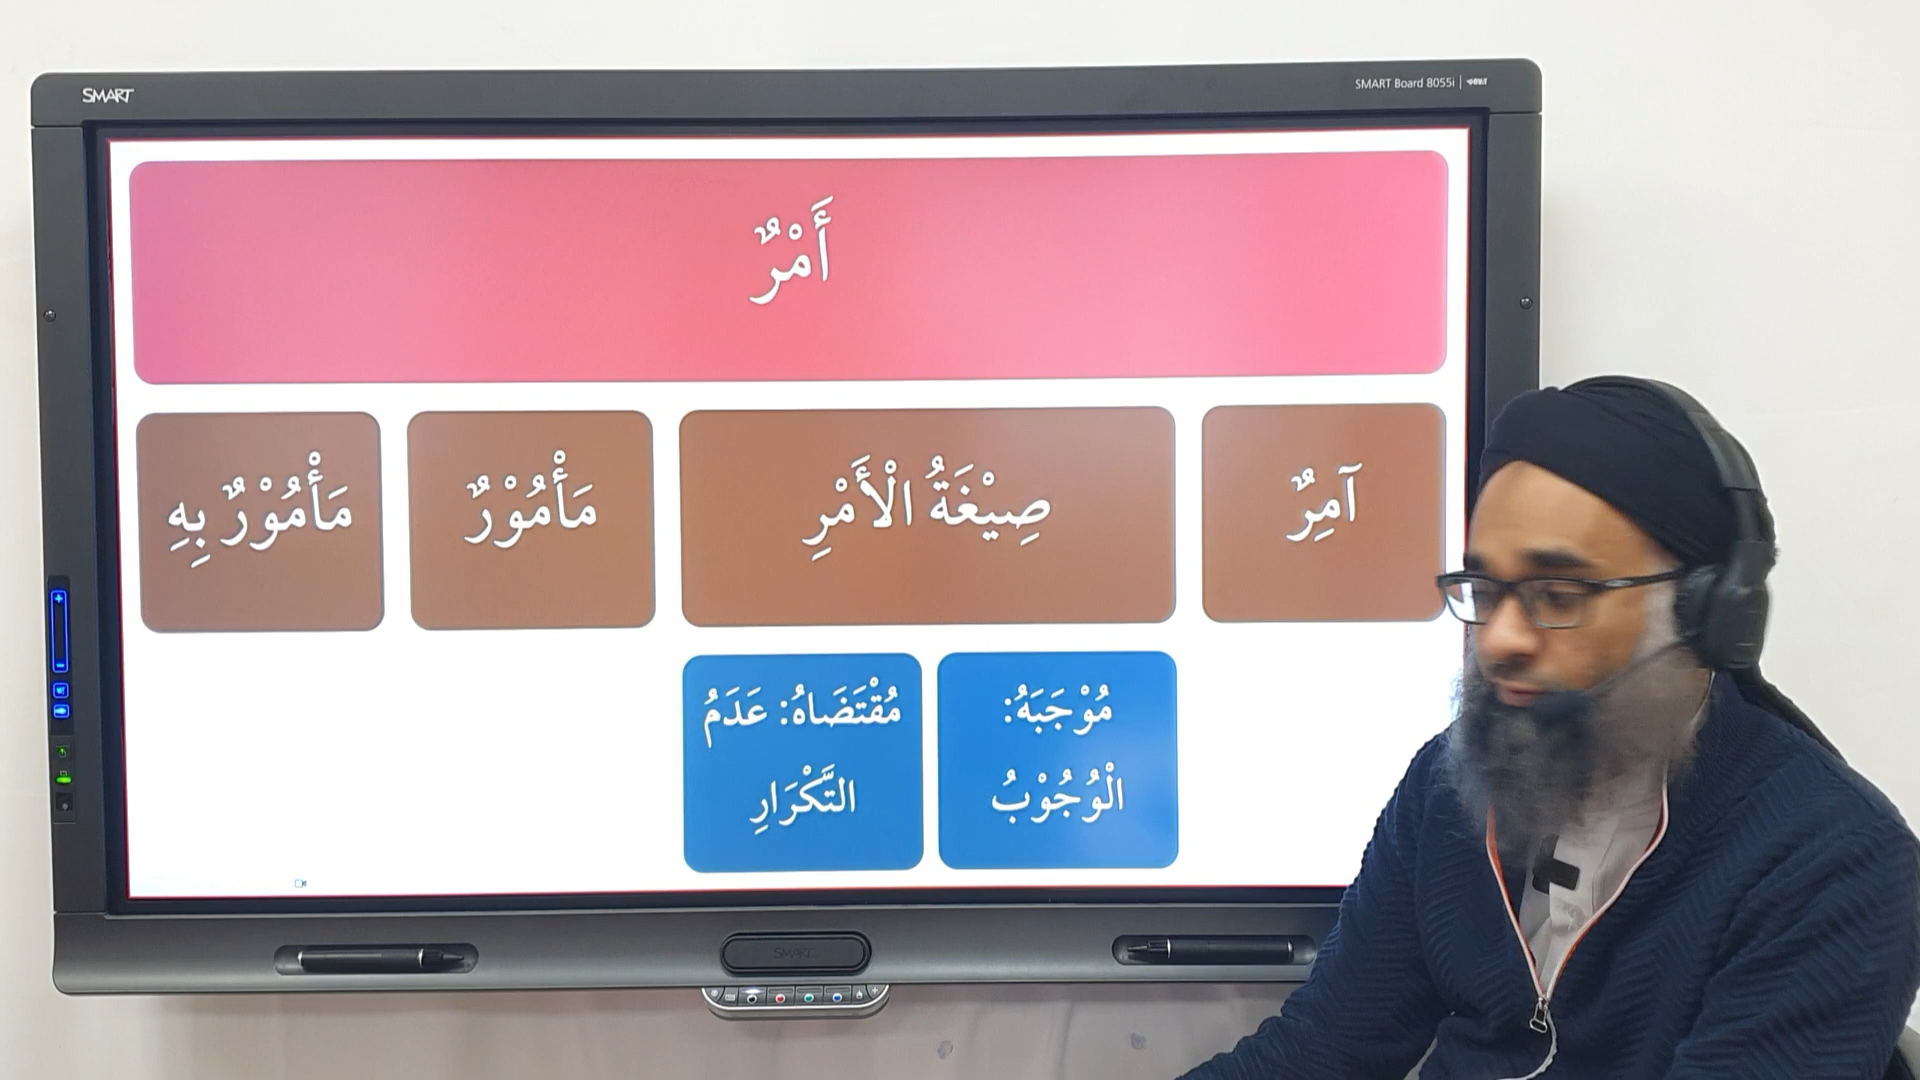 SMART
SMART Board 8055i
أَمْرٌ
آمِرٌ
صِيْغَةُ الْأَمْرِ
مَأْمُوْرٌ
مَأْمُوْرٌ بِهِ
مُوْجَبَهُ:
الْوُجُوْبُ
مُقْتَضَاهُ: عَدَمُ
التَّكْرَارِ
SMART